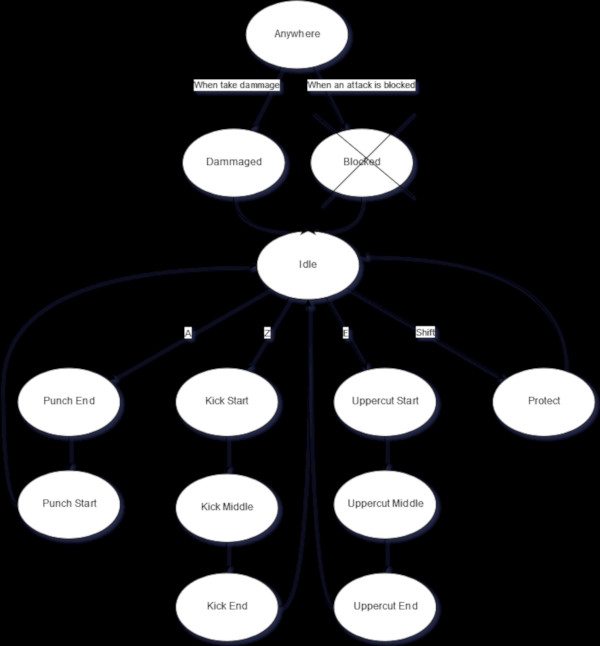 Anywhere
When take dammage
When an attack is blocked
Dammaged
Blocked
Idle
A
Z
E
Shift
Punch End
Kick Start
Uppercut Start
Protect
Punch Start
Kick Middle
Uppercut Middle
Kick End
Uppercut End